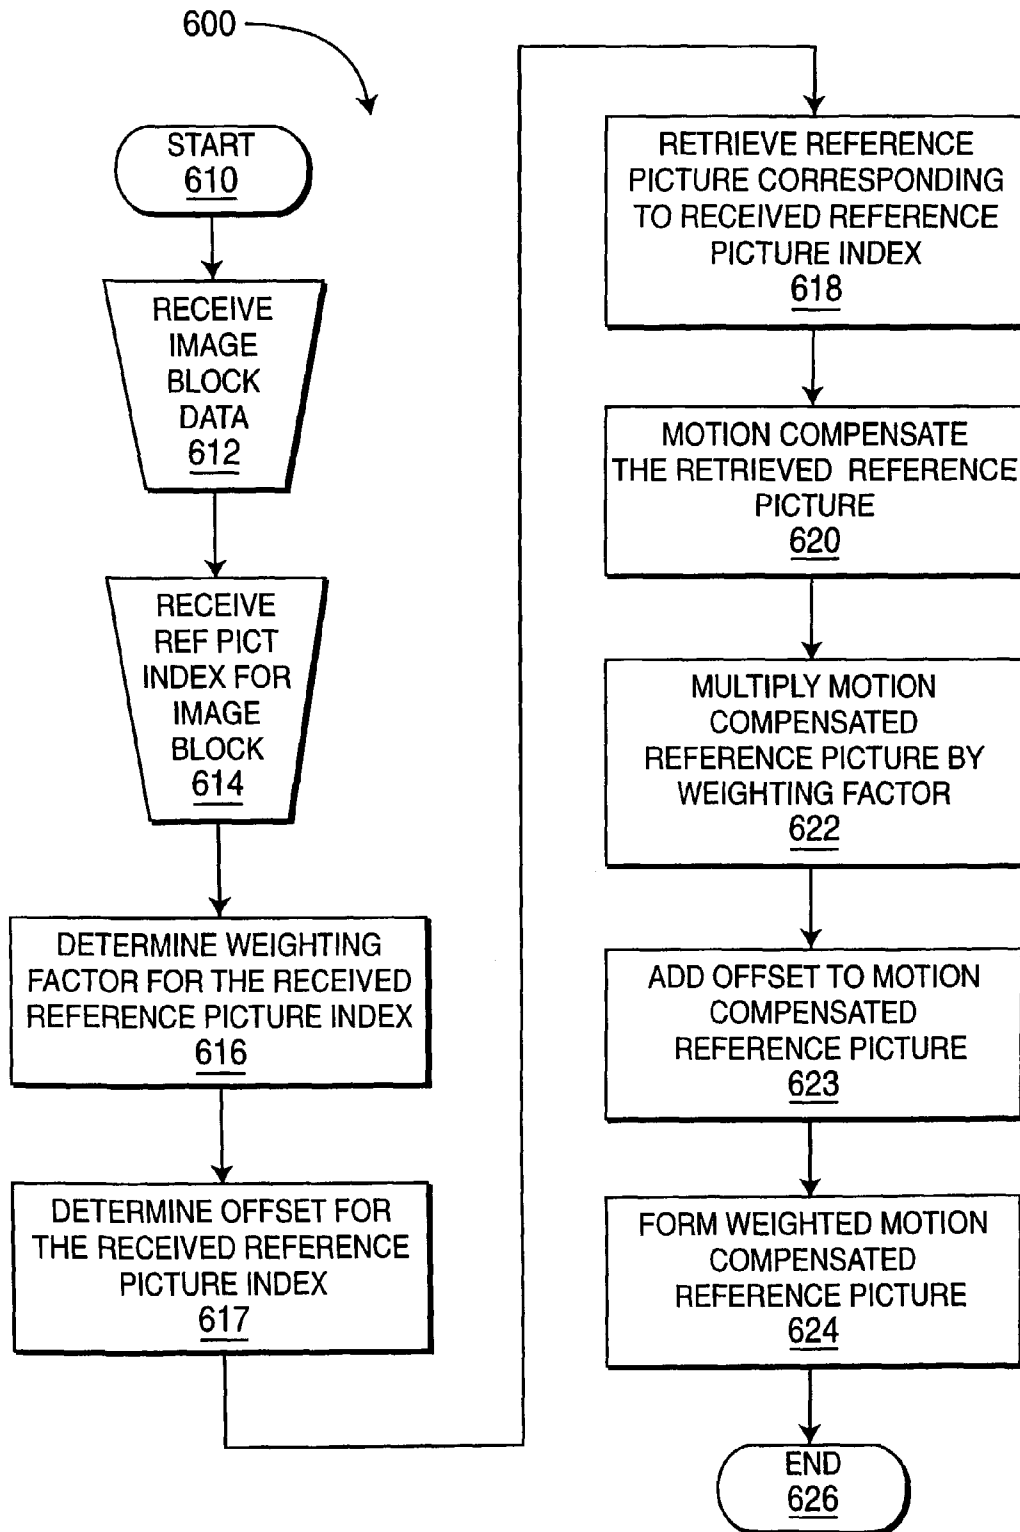 600
START
610
RECEIVE
IMAGE
BLOCK
DATA
612
RECEIVE
REF PICT
INDEX FOR
IMAGE
BLOCK
614
DETERMINE WEIGHTING
FACTOR FOR THE RECEIVED
REFERENCE PICTURE INDEX
616
DETERMINE OFFSET FOR
THE RECEIVED REFERENCE
PICTURE INDEX
617
RETRIEVE REFERENCE
PICTURE CORRESPONDING
TO RECEIVED REFERENCE
PICTURE INDEX
618
MOTION COMPENSATE
THE RETRIEVED REFERENCE
PICTURE
620
MULTIPLY MOTION
COMPENSATED
REFERENCE PICTURE BY
WEIGHTING FACTOR
622
ADD OFFSET TO MOTION
COMPENSATED
REFERENCE PICTURE
623
FORM WEIGHTED MOTION
COMPENSATED
REFERENCE PICTURE
624
END
626